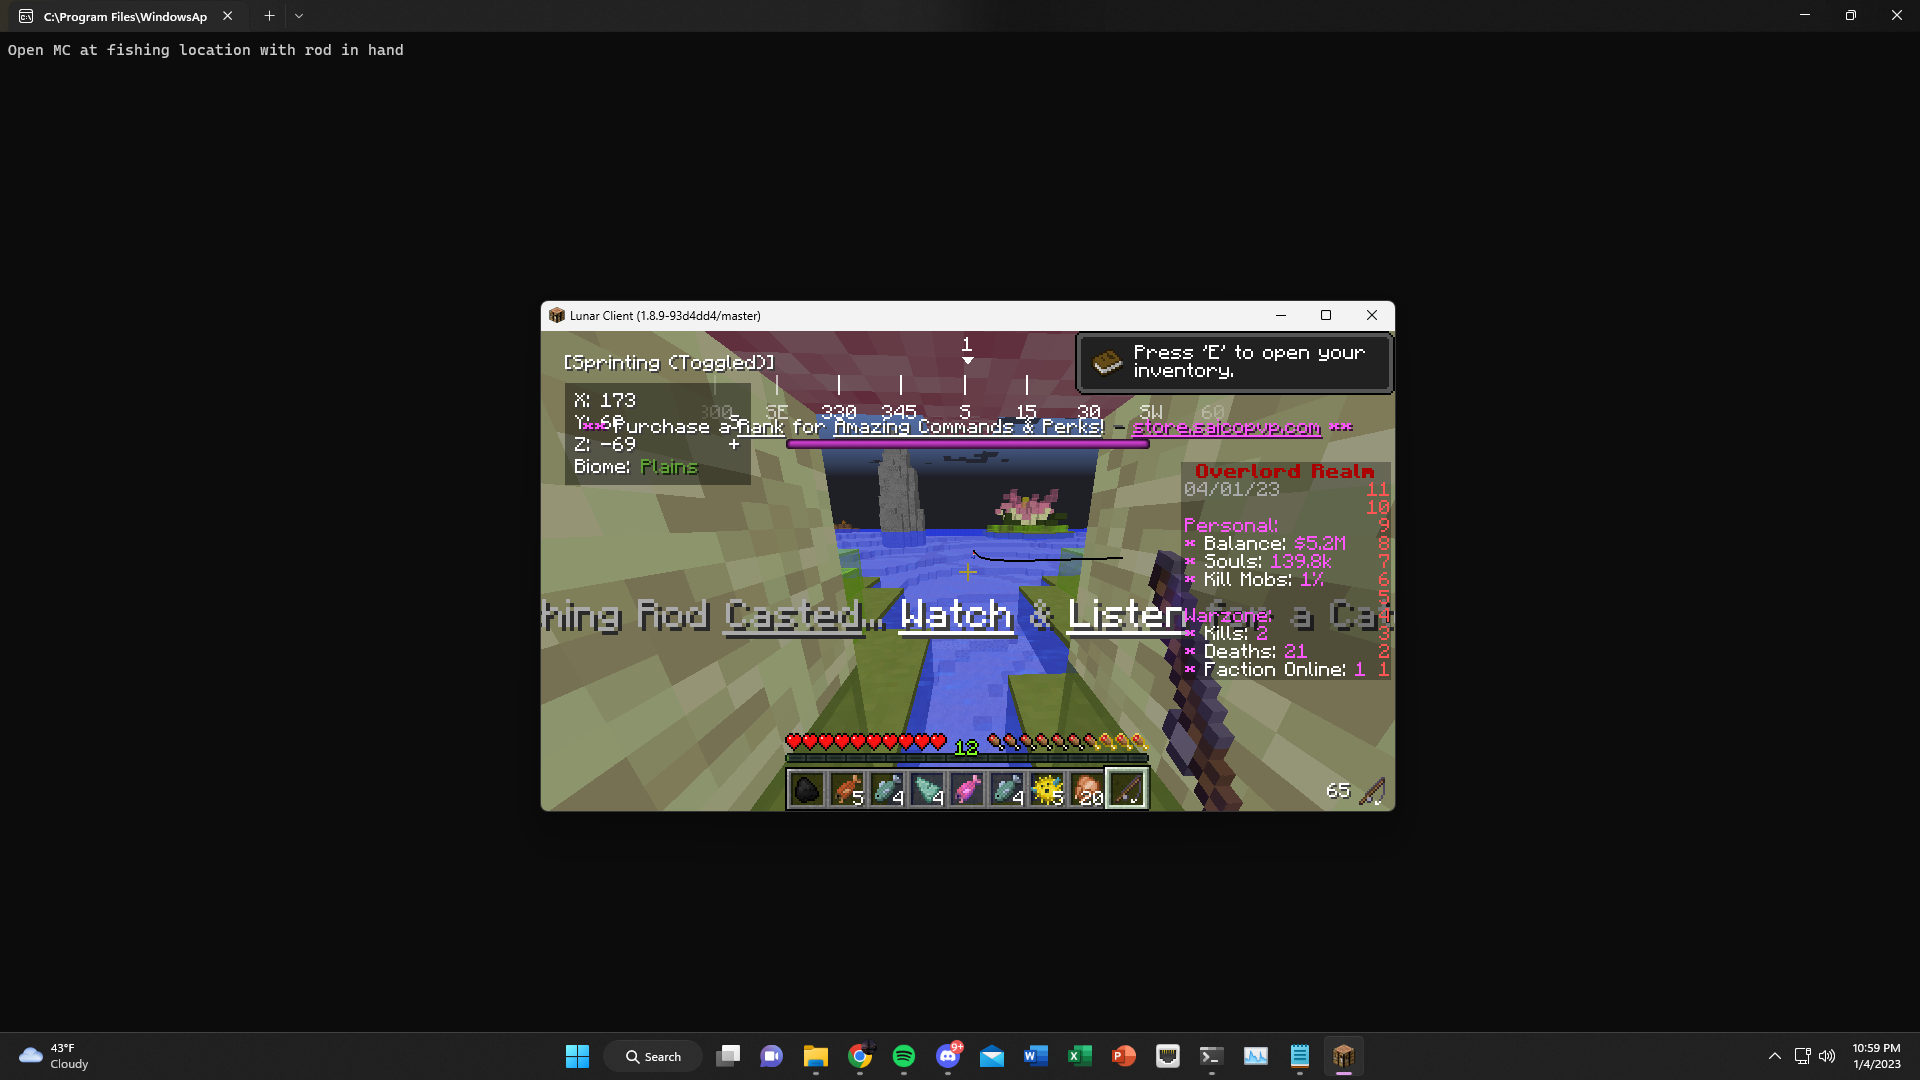 C:\Program Files\WindowsAp
Open MC at fishing location with rod in hand
Lunar Client (1.8.9-93d4dd4/master)
[Sprinting (Toggled)]
1
Press 'E' to open your
inventory.
X: 173
Y: 68
Z: -69
Biome: Plains
S
+
300 SE 330 345 S 15 30 SW 60
** Purchase a Rank for Amazing Commands & Perks! - store.saicopvp.com **
Overlord Realm
04/01/23 11
10
Personal: 9
* Balance: $5.2M 8
* Souls: 139.8k 7
* Kill Mobs: 1% 6
5
Warzone: 4
* Kills: 2 3
* Deaths: 21 2
* Faction Online: 1 1
hing Rod Casted... Watch & Listen for a Ca
12
5 4 4 4 5 20
65
43°F
Cloudy
Search
9+
10:59 PM
1/4/2023